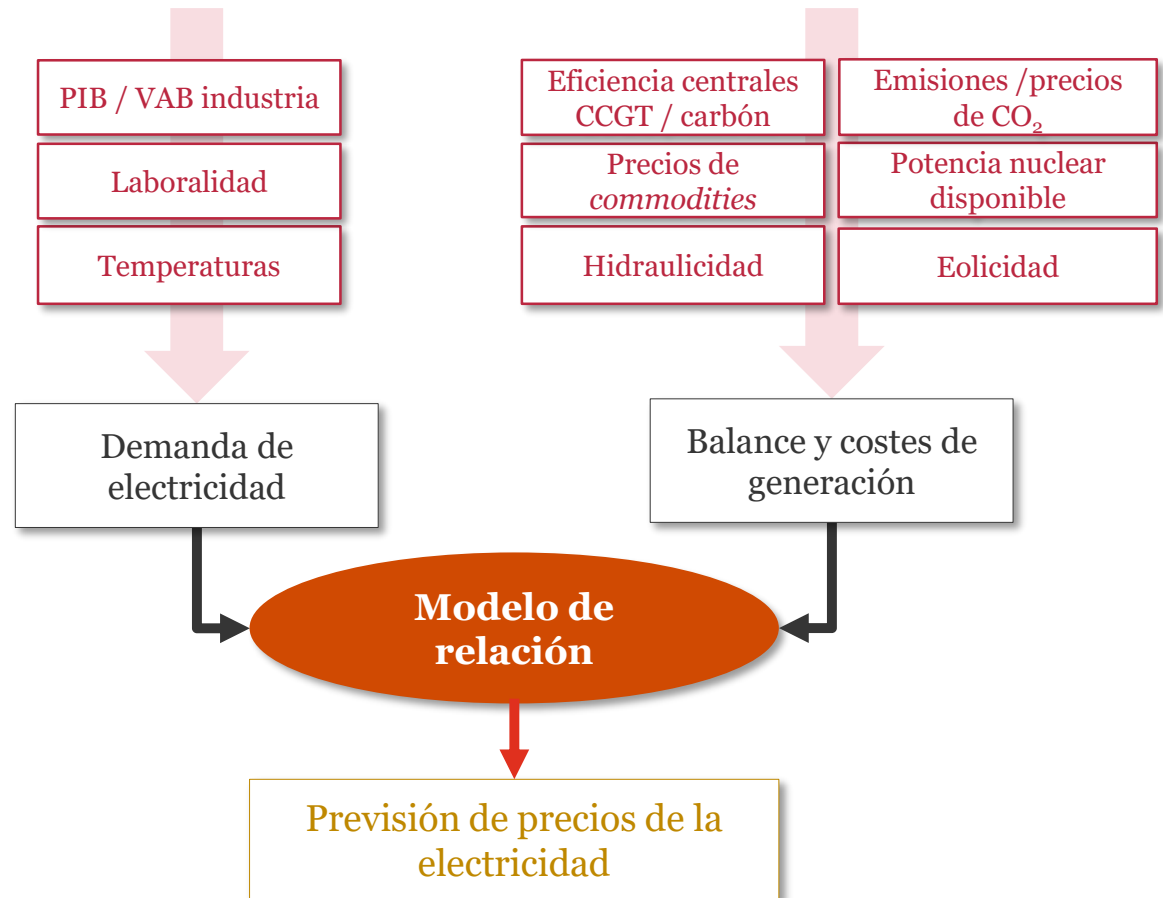 PIB / VAB industria
Laboralidad
Temperaturas
Eficiencia centrales
CCGT / carbón
Emisiones /precios
de CO₂
Precios de
commodities
Potencia nuclear
disponible
Hidraulicidad
Eolicidad
Demanda de
electricidad
Balance y costes de
generación
Modelo de
relación
Previsión de precios de la
electricidad